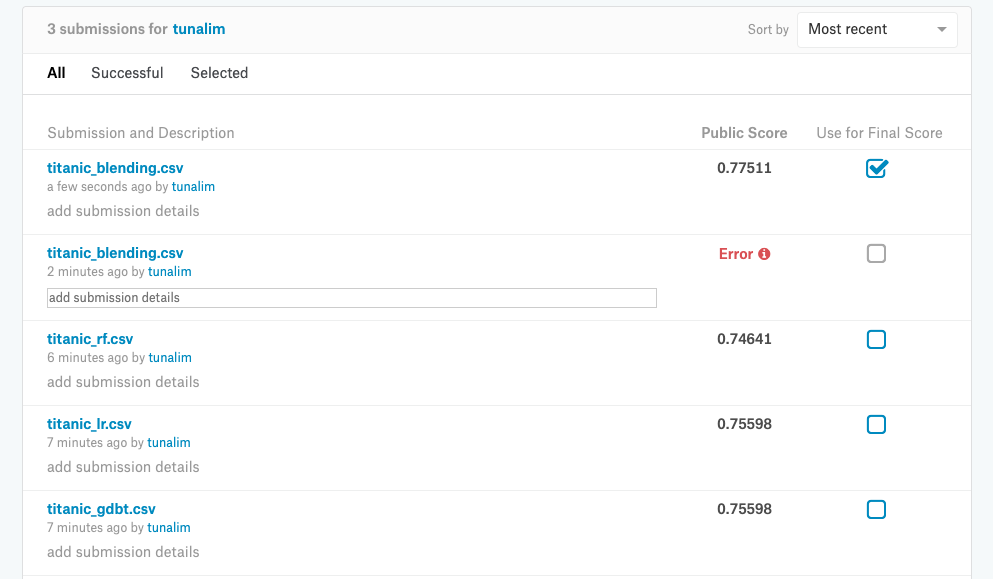 3 submissions for tunalim
Sort by Most recent
All Successful Selected
Submission and Description Public Score Use for Final Score
titanic_blending.csv 0.77511
a few seconds ago by tunalim
add submission details
titanic_blending.csv Error
2 minutes ago by tunalim
add submission details
titanic_rf.csv 0.74641
6 minutes ago by tunalim
add submission details
titanic_lr.csv 0.75598
7 minutes ago by tunalim
add submission details
titanic_gdbt.csv 0.75598
7 minutes ago by tunalim
add submission details